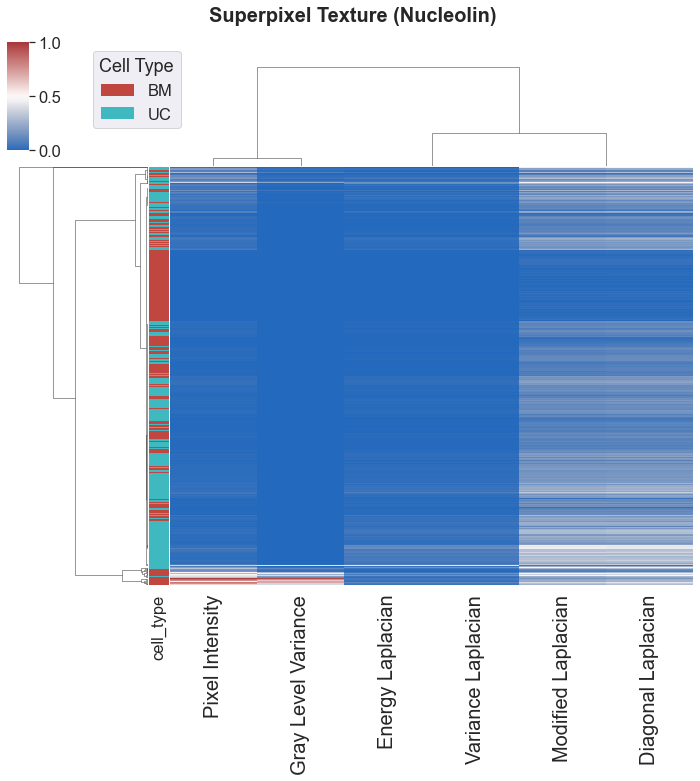 Superpixel Texture (Nucleolin)
1.0
0.5
0.0
Cell Type
BM
UC
cell_type
Pixel Intensity
Gray Level Variance
Energy Laplacian
Variance Laplacian
Modified Laplacian
Diagonal Laplacian